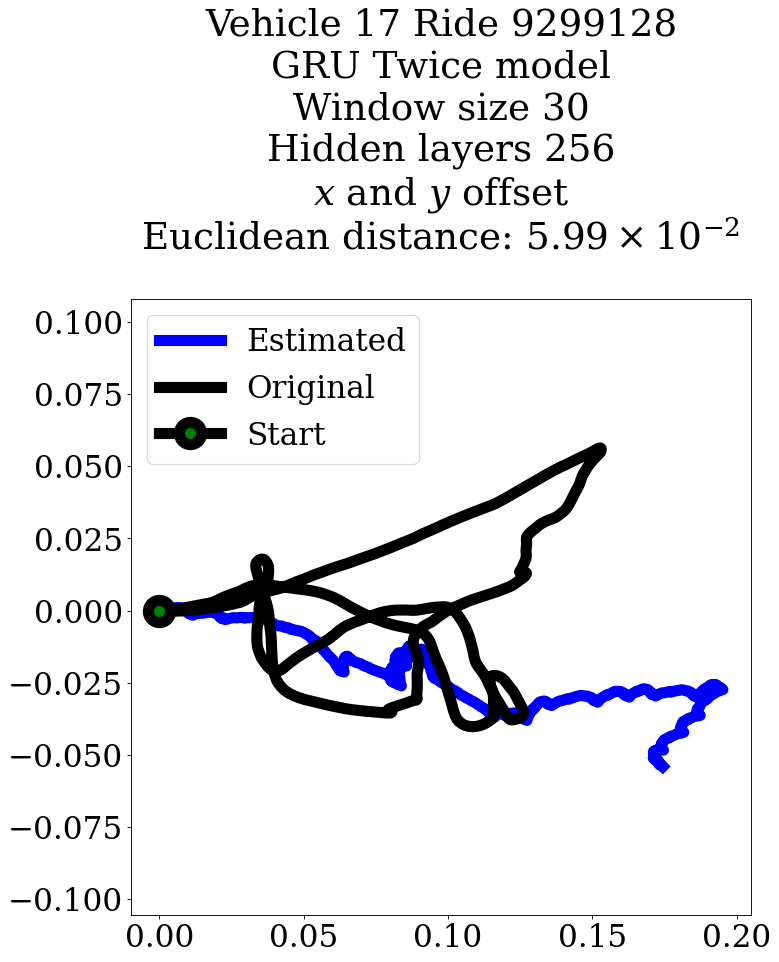 Vehicle 17 Ride 9299128
GRU Twice model
Window size 30
Hidden layers 256
x and y offset
Euclidean distance: 5.99 × 10⁻²
Estimated
Original
Start
0.100
0.075
0.050
0.025
0.000
−0.025
−0.050
−0.075
−0.100
0.00 0.05 0.10 0.15 0.20